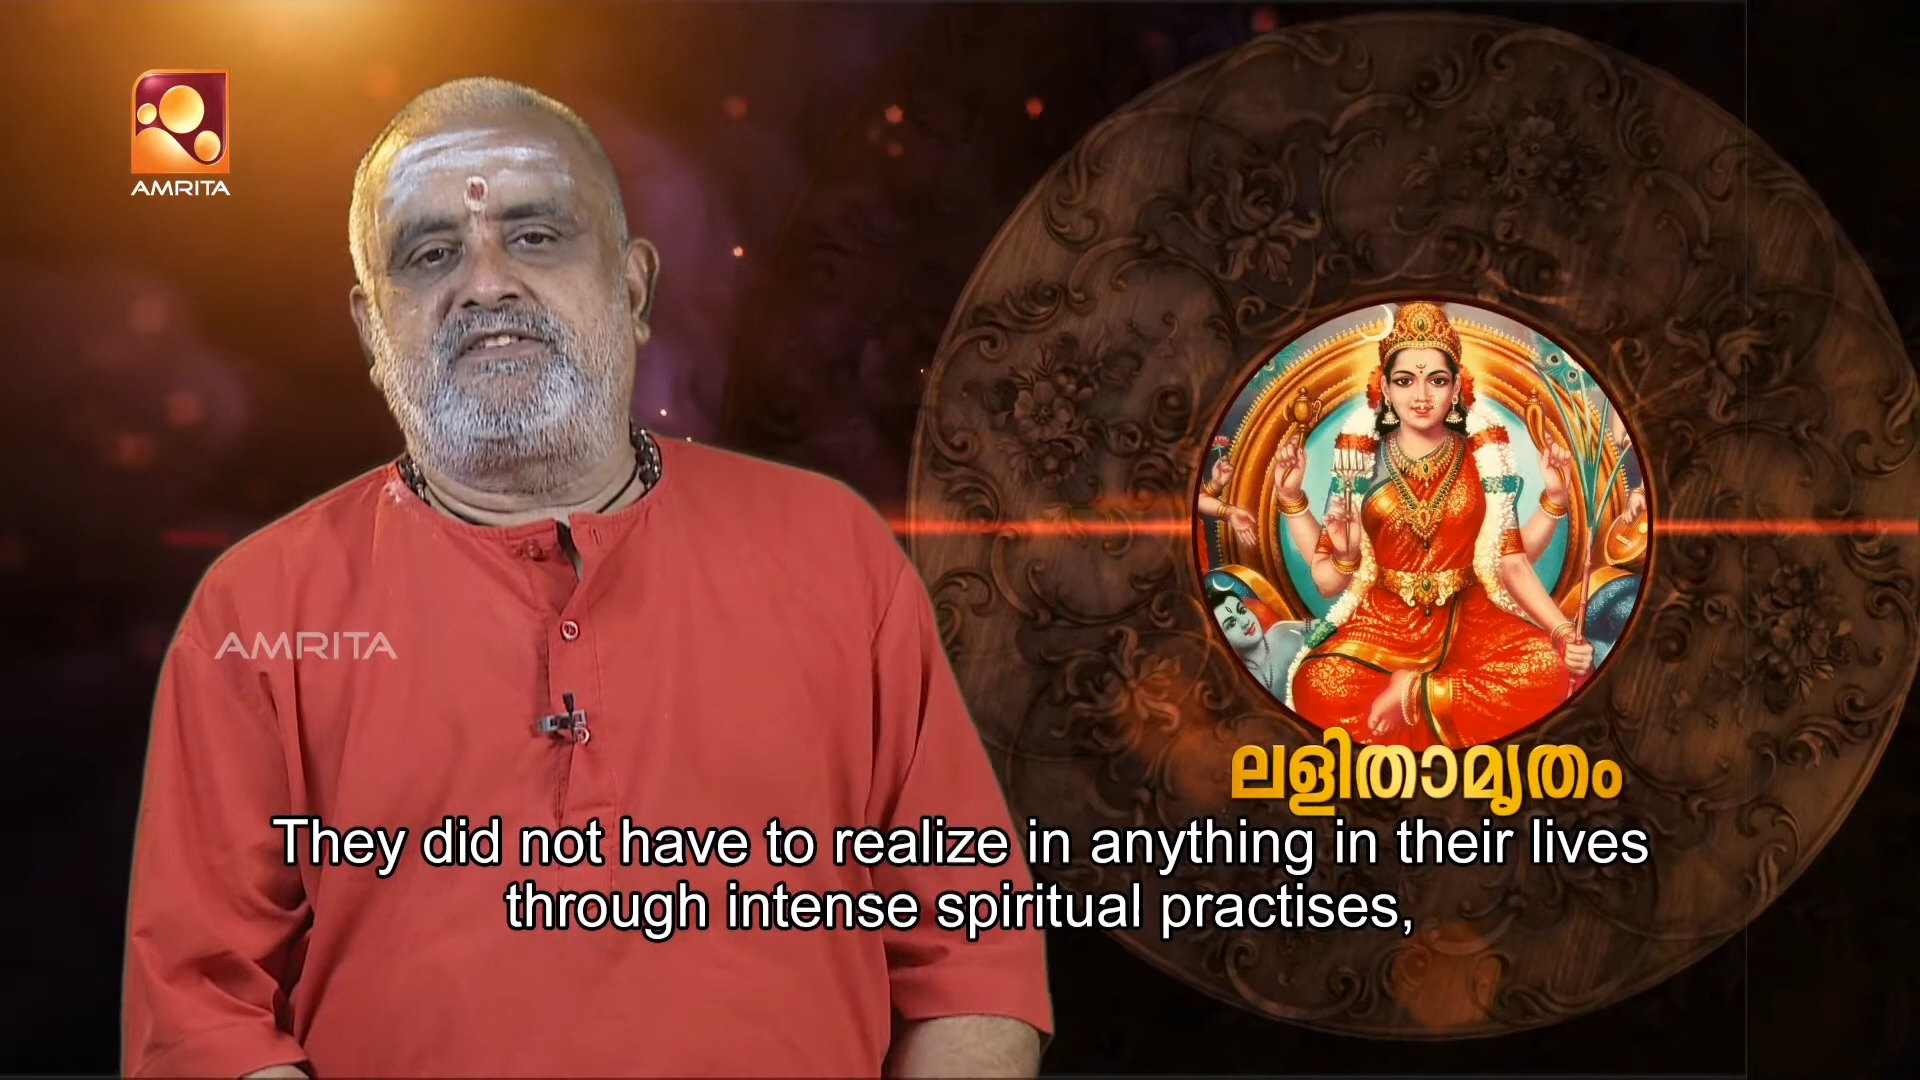 AMRITA
AMRITA
ലളിതാമൃതം
They did not have to realize in anything in their lives
through intense spiritual practises,